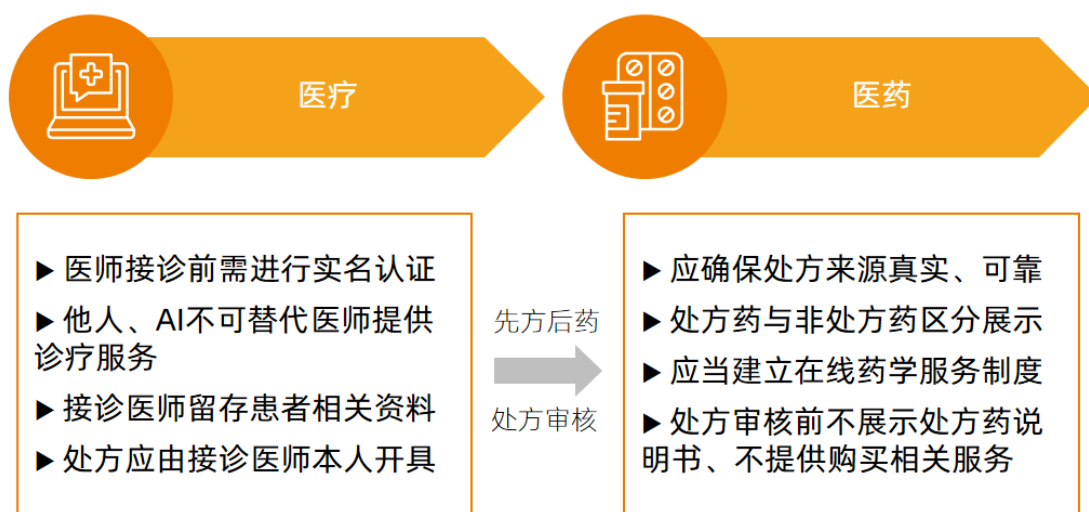 医疗
医药
▶ 医师接诊前需进行实名认证
▶ 他人、AI不可替代医师提供
诊疗服务
▶ 接诊医师留存患者相关资料
▶ 处方应由接诊医师本人开具
先方后药
处方审核
▶ 应确保处方来源真实、可靠
▶ 处方药与非处方药区分展示
▶ 应当建立在线药学服务制度
▶ 处方审核前不展示处方药说
明书、不提供购买相关服务